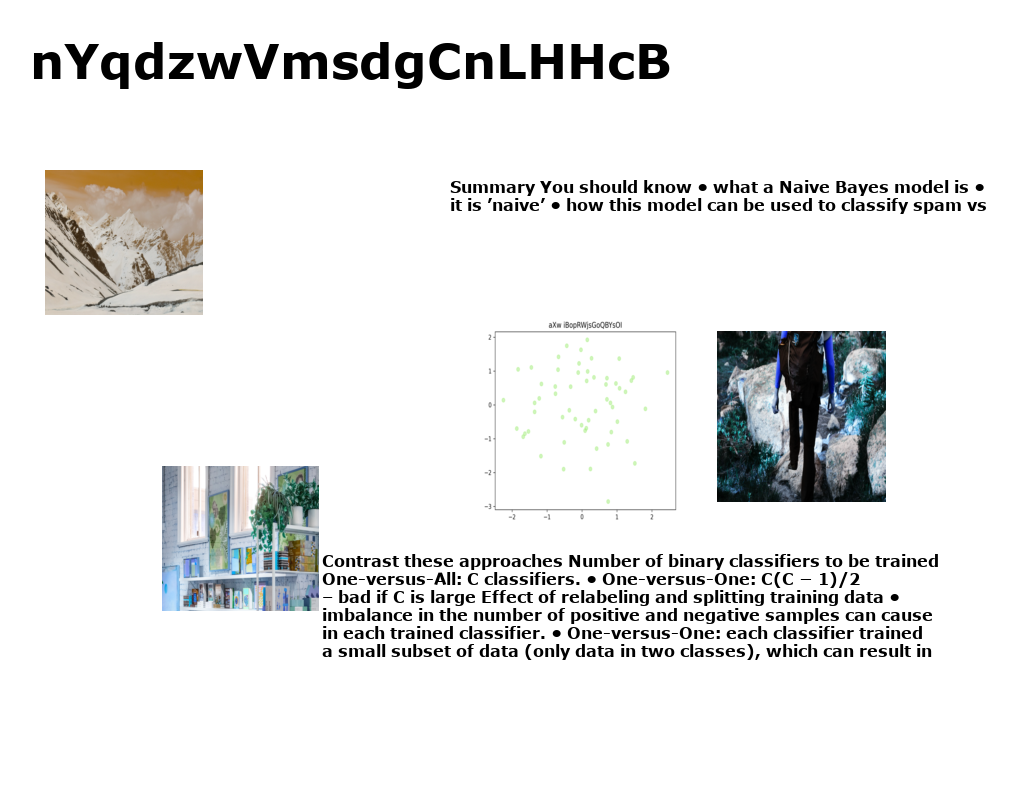 nYqdzwVmsdgCnLHHcB
Summary You should know • what a Naive Bayes model is •
it is ’naive’ • how this model can be used to classify spam vs
aXw iBopRWjsGoQBYsOl
2
1
0
−1
−2
−3
−2 −1 0 1 2
Contrast these approaches Number of binary classifiers to be trained
One-versus-All: C classifiers. • One-versus-One: C(C − 1)/2
− bad if C is large Effect of relabeling and splitting training data •
imbalance in the number of positive and negative samples can cause
in each trained classifier. • One-versus-One: each classifier trained
a small subset of data (only data in two classes), which can result in